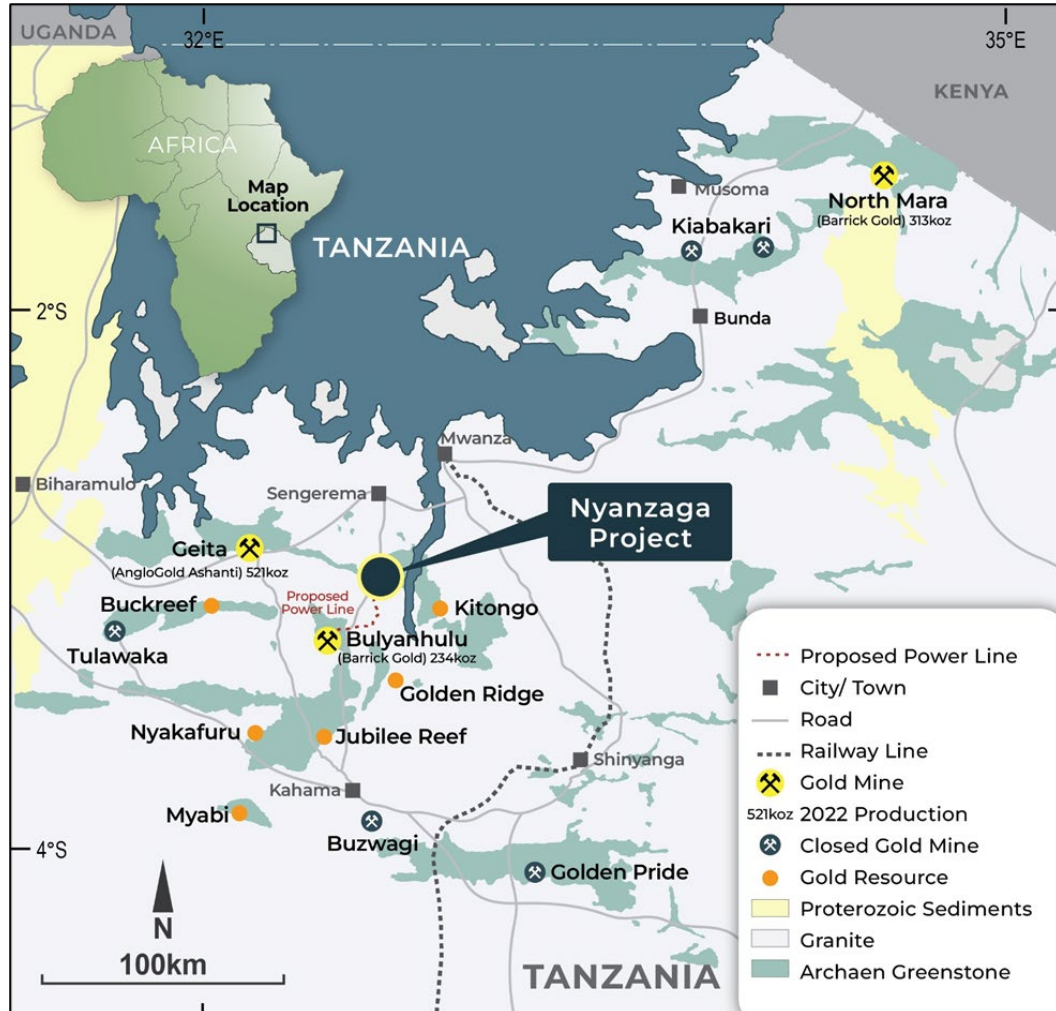 UGANDA
32°E
35°E
KENYA
AFRICA
Map
Location
TANZANIA
Musoma
North Mara
(Barrick Gold) 313koz
Kiabakari
2°S
Bunda
Mwanza
Biharamulo
Sengerema
Nyanzaga
Project
Geita
(AngloGold Ashanti) 521koz
Proposed
Power Line
Buckreef
Kitongo
Tulawaka
Bulyanhulu
(Barrick Gold) 234koz
Golden Ridge
Nyakafuru
Jubilee Reef
Shinyanga
Kahama
Myabi
Buzwagi
4°S
Golden Pride
N
100km
TANZANIA
Proposed Power Line
City/ Town
Road
Railway Line
Gold Mine
521koz 2022 Production
Closed Gold Mine
Gold Resource
Proterozoic Sediments
Granite
Archaen Greenstone